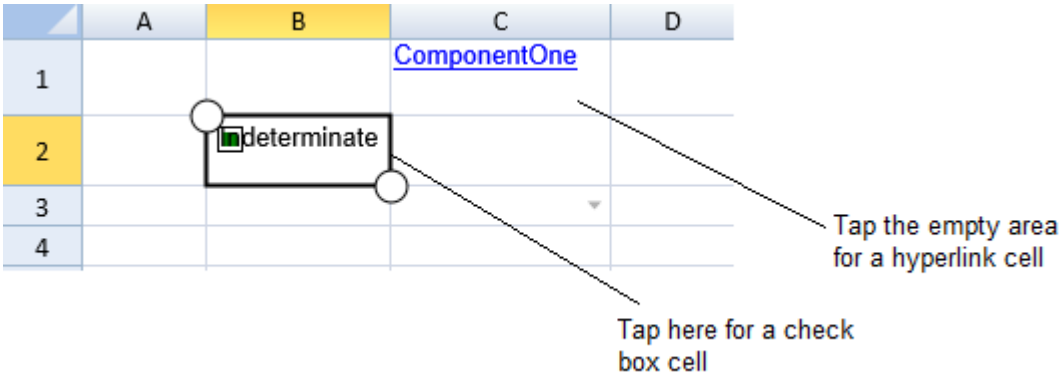 A B C D
1 ComponentOne
2 Indeterminate
3
4
Tap the empty area
for a hyperlink cell
Tap here for a check
box cell